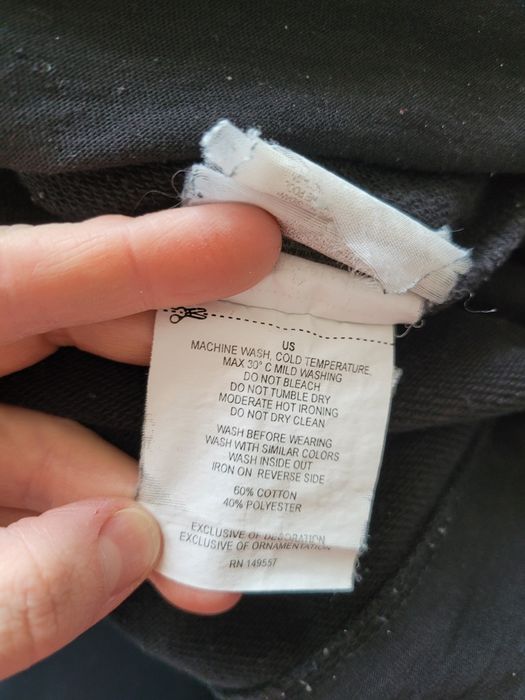 US
MACHINE WASH, COLD TEMPERATURE,
MAX 30° C MILD WASHING
DO NOT BLEACH
DO NOT TUMBLE DRY
MODERATE HOT IRONING
DO NOT DRY CLEAN
WASH BEFORE WEARING
WASH WITH SIMILAR COLORS
WASH INSIDE OUT
IRON ON REVERSE SIDE
60% COTTON
40% POLYESTER
EXCLUSIVE OF DECORATION
EXCLUSIVE OF ORNAMENTATION
RN 149557